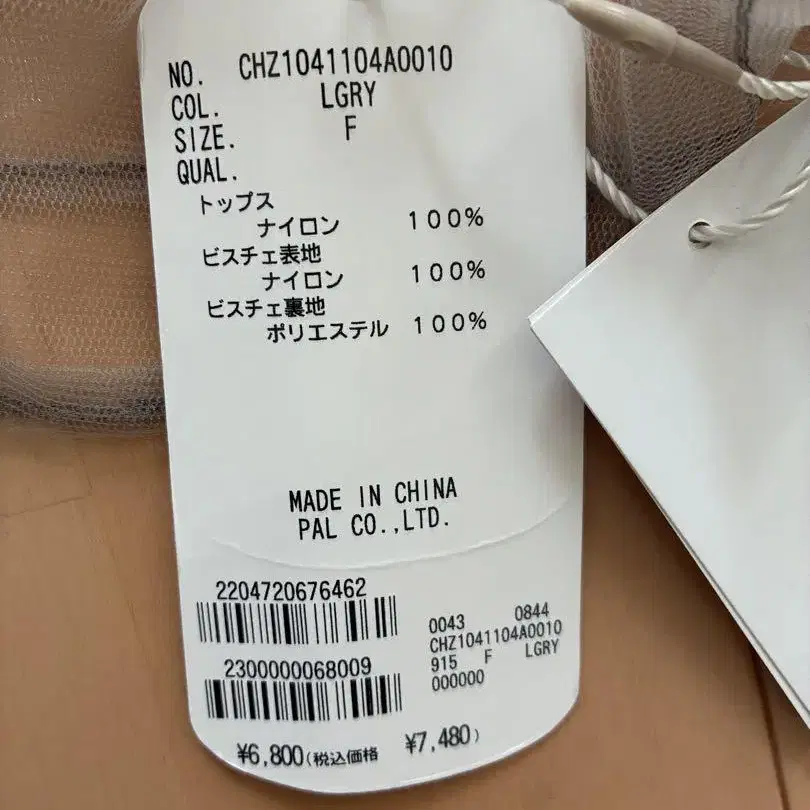 NO. CHZ1041104A0010
COL. LGRY
SIZE. F
QUAL.
トップス
ナイロン 100%
ビスチェ表地
ナイロン 100%
ビスチェ裏地
ポリエステル 100%
MADE IN CHINA
PAL CO.,LTD.
2204720676462
2300000068009
0043 0844
CHZ1041104A0010
915 F LGRY
000000
¥6,800(税込価格 ¥7,480)